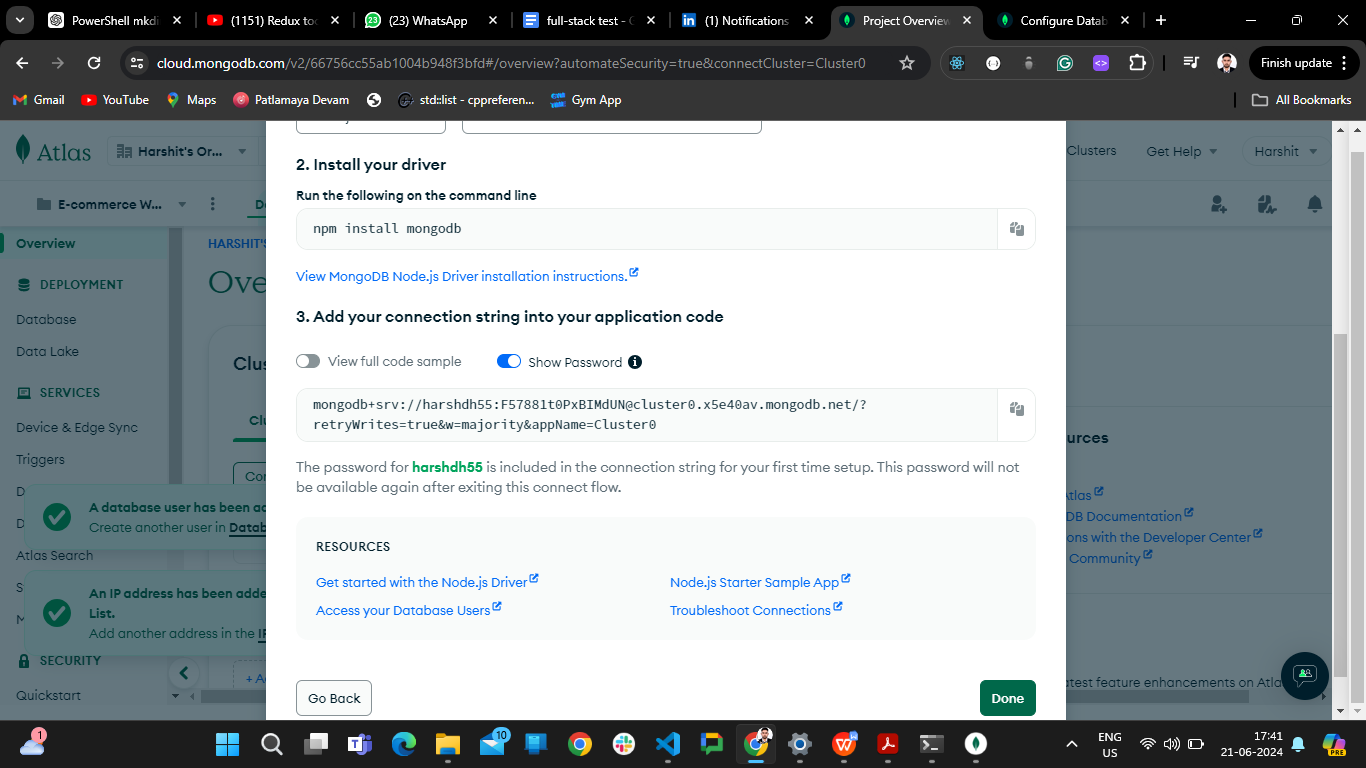 PowerShell mkdi
(1151) Redux too
(23) WhatsApp
full-stack test - G
(1) Notifications
Project Overview
Configure Datab
cloud.mongodb.com/v2/66756cc55ab1004b948f3bfd#/overview?automateSecurity=true&connectCluster=Cluster0
Finish update
Gmail
YouTube
Maps
Patlamaya Devam
std::list - cppreferen...
Gym App
All Bookmarks
Atlas
Harshit's Or...
Clusters
Get Help
Harshit
E-commerce W...
Overview
HARSHIT'S
DEPLOYMENT
Database
Data Lake
SERVICES
Device & Edge Sync
Triggers
Atlas Search
SECURITY
Quickstart
A database user has been ad
Create another user in Datab
An IP address has been adde
List.
Add another address in the IP
2. Install your driver
Run the following on the command line
npm install mongodb
View MongoDB Node.js Driver installation instructions.
3. Add your connection string into your application code
View full code sample
Show Password
mongodb+srv://harshdh55:F57881t0PxBIMdUN@cluster0.x5e40av.mongodb.net/?
retryWrites=true&w=majority&appName=Cluster0
The password for harshdh55 is included in the connection string for your first time setup. This password will not
be available again after exiting this connect flow.
RESOURCES
Get started with the Node.js Driver
Node.js Starter Sample App
Access your Database Users
Troubleshoot Connections
Go Back
Done
urces
Atlas
DB Documentation
ons with the Developer Center
Community
atest feature enhancements on Atla
1
10
PRE
ENG
US
17:41
21-06-2024